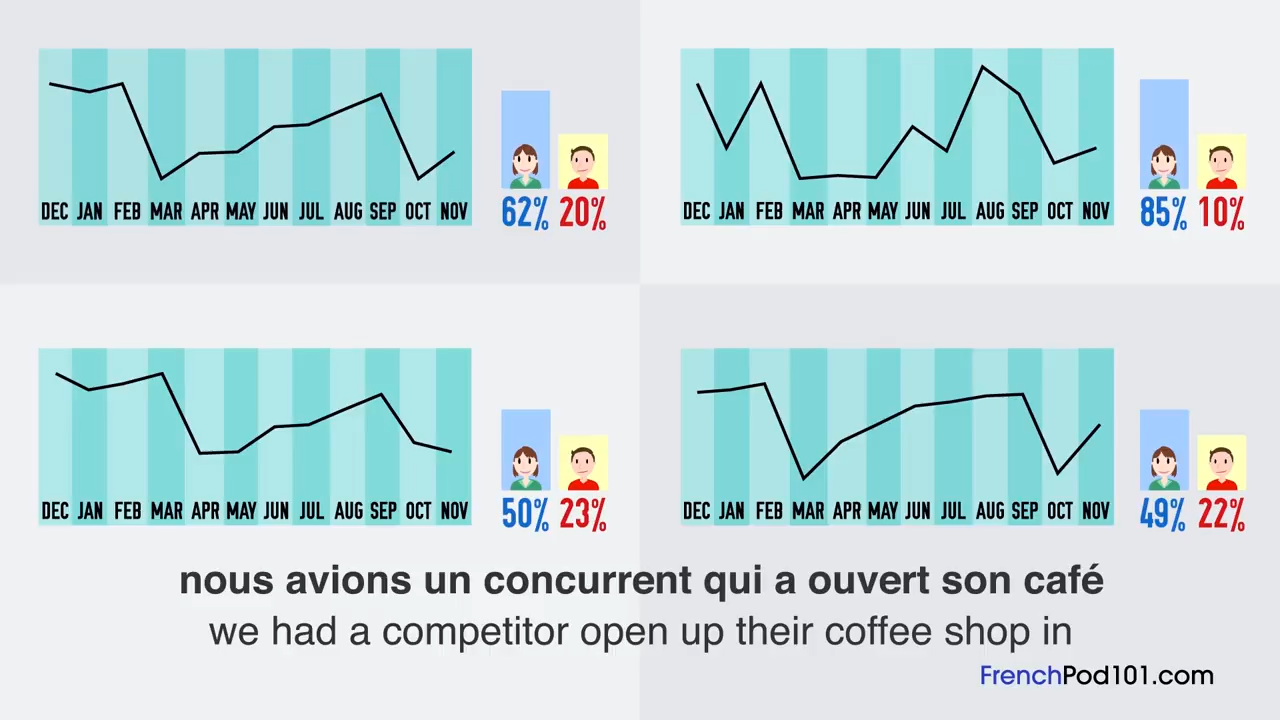 DEC JAN FEB MAR APR MAY JUN JUL AUG SEP OCT NOV
62% 20%
DEC JAN FEB MAR APR MAY JUN JUL AUG SEP OCT NOV
85% 10%
DEC JAN FEB MAR APR MAY JUN JUL AUG SEP OCT NOV
50% 23%
DEC JAN FEB MAR APR MAY JUN JUL AUG SEP OCT NOV
49% 22%
nous avions un concurrent qui a ouvert son café
we had a competitor open up their coffee shop in
FrenchPod101.com